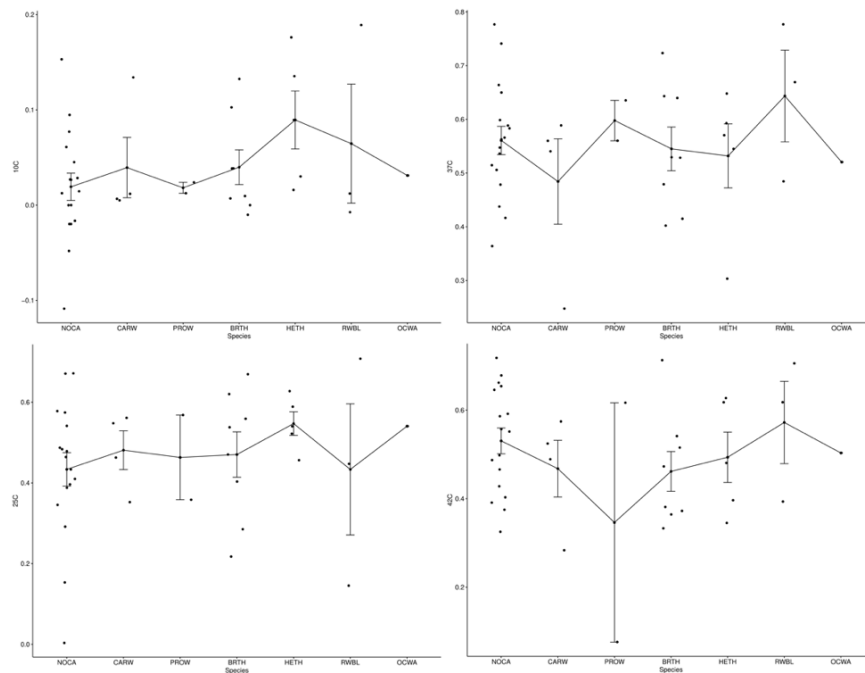 0.2
0.1
0.0
−0.1
10C
NOCA CARW PROW BRTH HETH RWBL OCWA
Species
0.8
0.7
0.6
0.5
0.4
0.3
37C
NOCA CARW PROW BRTH HETH RWBL OCWA
Species
0.6
0.4
0.2
0.0
25C
NOCA CARW PROW BRTH HETH RWBL OCWA
Species
0.6
0.4
0.2
42C
NOCA CARW PROW BRTH HETH RWBL OCWA
Species